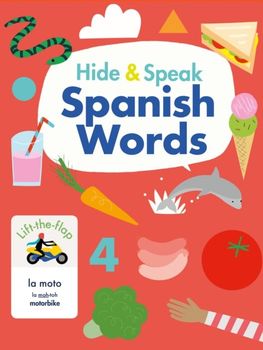 Hide & Speak
Spanish
Words
Lift-the-flap
la moto
la moh-toh
motorbike
4